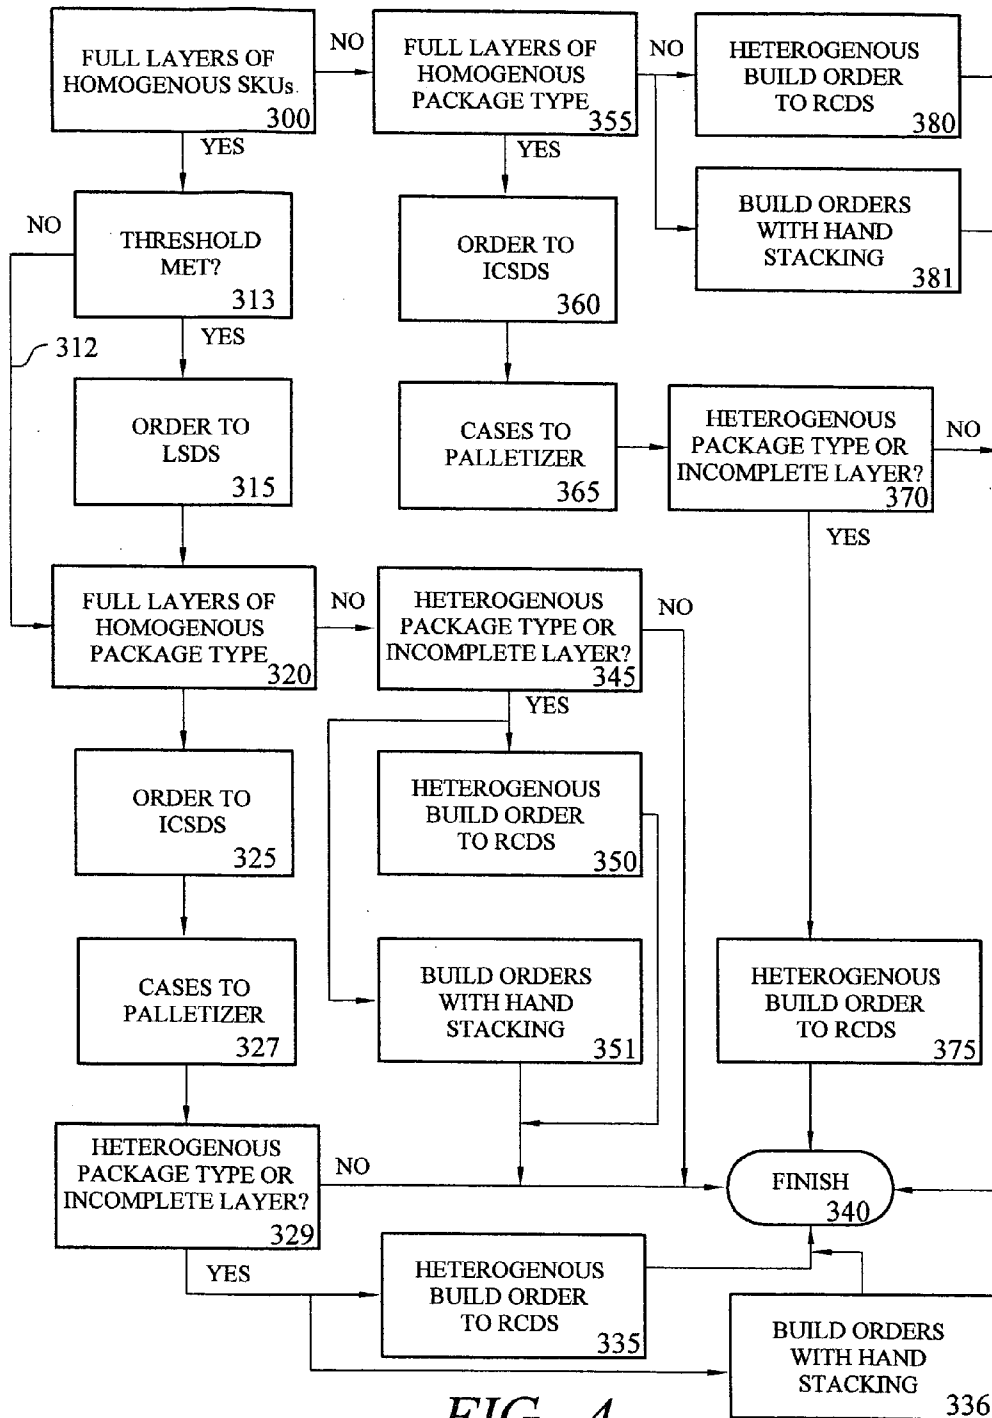 FULL LAYERS OF
HOMOGENOUS SKUs.
300
NO
FULL LAYERS OF
HOMOGENOUS
PACKAGE TYPE
355
NO
HETEROGENOUS
BUILD ORDER
TO RCDS
380
YES
YES
BUILD ORDERS
WITH HAND
STACKING
381
NO
THRESHOLD
MET?
313
ORDER TO
ICSDS
360
YES
312
ORDER TO
LSDS
315
CASES TO
PALLETIZER
365
HETEROGENOUS
PACKAGE TYPE OR
INCOMPLETE LAYER?
370
NO
YES
FULL LAYERS OF
HOMOGENOUS
PACKAGE TYPE
320
NO
HETEROGENOUS
PACKAGE TYPE OR
INCOMPLETE LAYER?
345
NO
YES
ORDER TO
ICSDS
325
HETEROGENOUS
BUILD ORDER
TO RCDS
350
CASES TO
PALLETIZER
327
BUILD ORDERS
WITH HAND
STACKING
351
HETEROGENOUS
BUILD ORDER
TO RCDS
375
HETEROGENOUS
PACKAGE TYPE OR
INCOMPLETE LAYER?
329
NO
FINISH
340
YES
HETEROGENOUS
BUILD ORDER
TO RCDS
335
BUILD ORDERS
WITH HAND
STACKING
336
FIG. 4